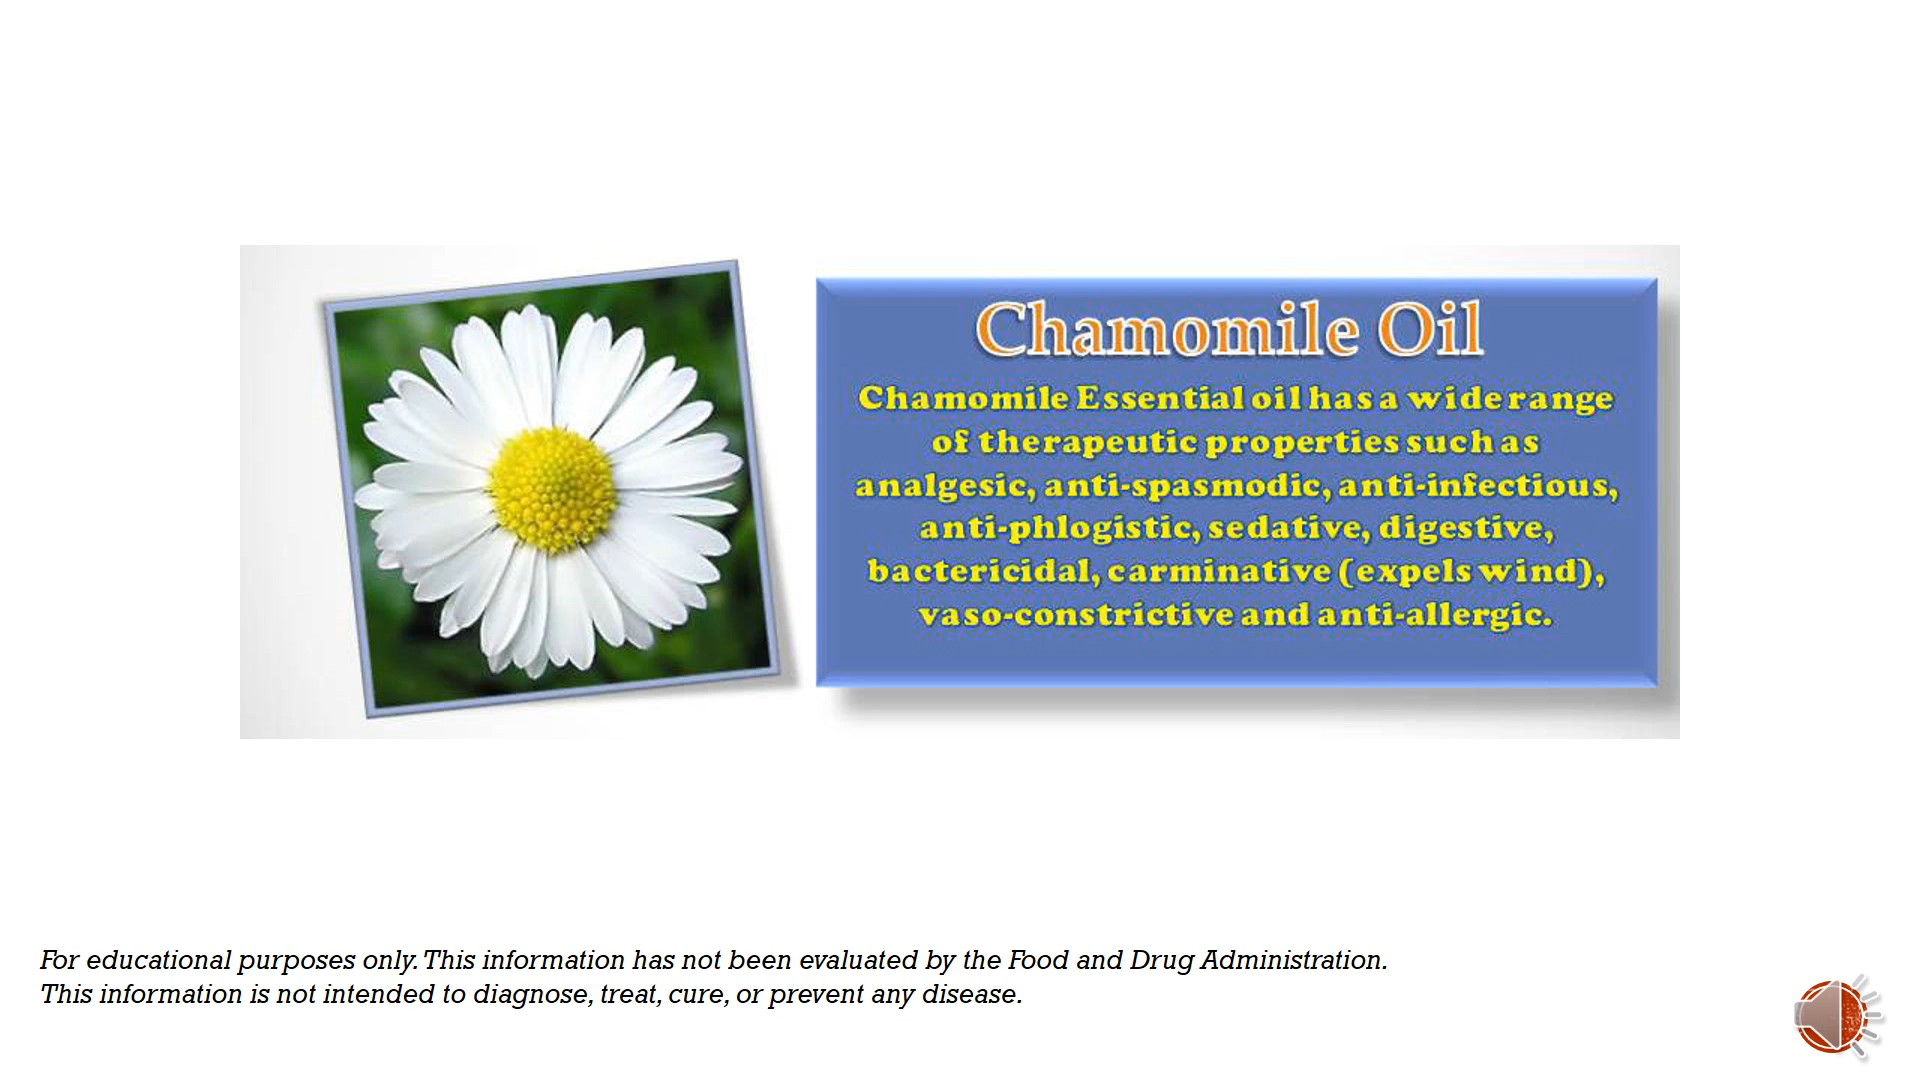 Chamomile Oil
Chamomile Essential oil has a wide range
of therapeutic properties such as
analgesic, anti-spasmodic, anti-infectious,
anti-phlogistic, sedative, digestive,
bactericidal, carminative (expels wind),
vaso-constrictive and anti-allergic.
For educational purposes only. This information has not been evaluated by the Food and Drug Administration.
This information is not intended to diagnose, treat, cure, or prevent any disease.